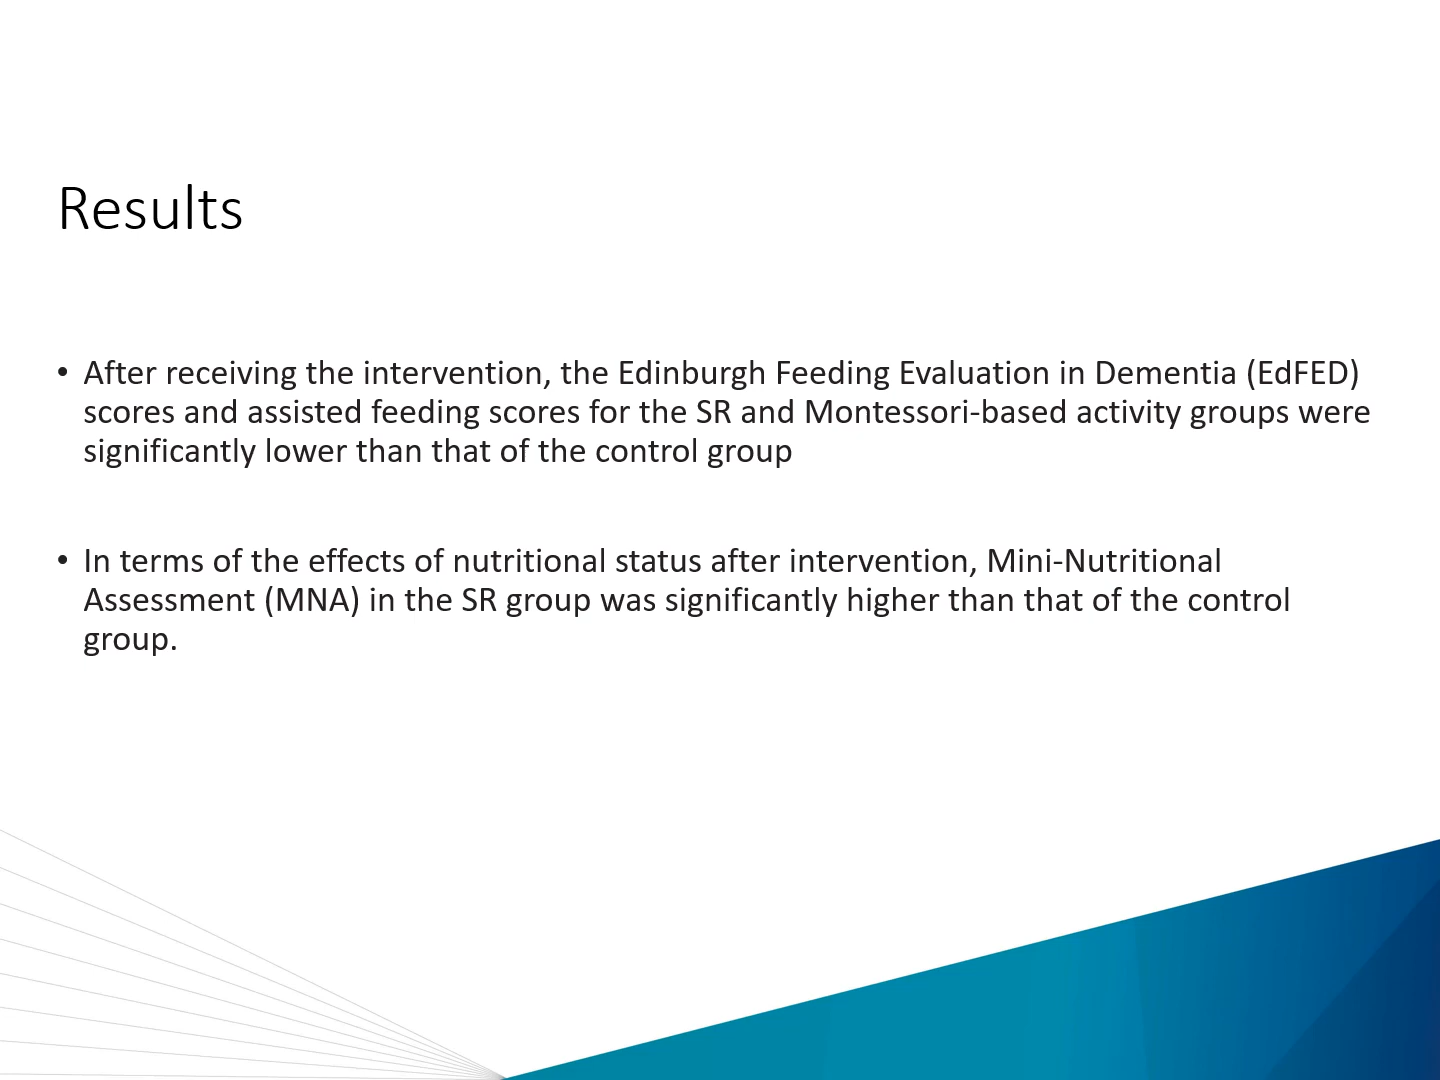 Results
• After receiving the intervention, the Edinburgh Feeding Evaluation in Dementia (EdFED)
scores and assisted feeding scores for the SR and Montessori-based activity groups were
significantly lower than that of the control group
• In terms of the effects of nutritional status after intervention, Mini-Nutritional
Assessment (MNA) in the SR group was significantly higher than that of the control
group.